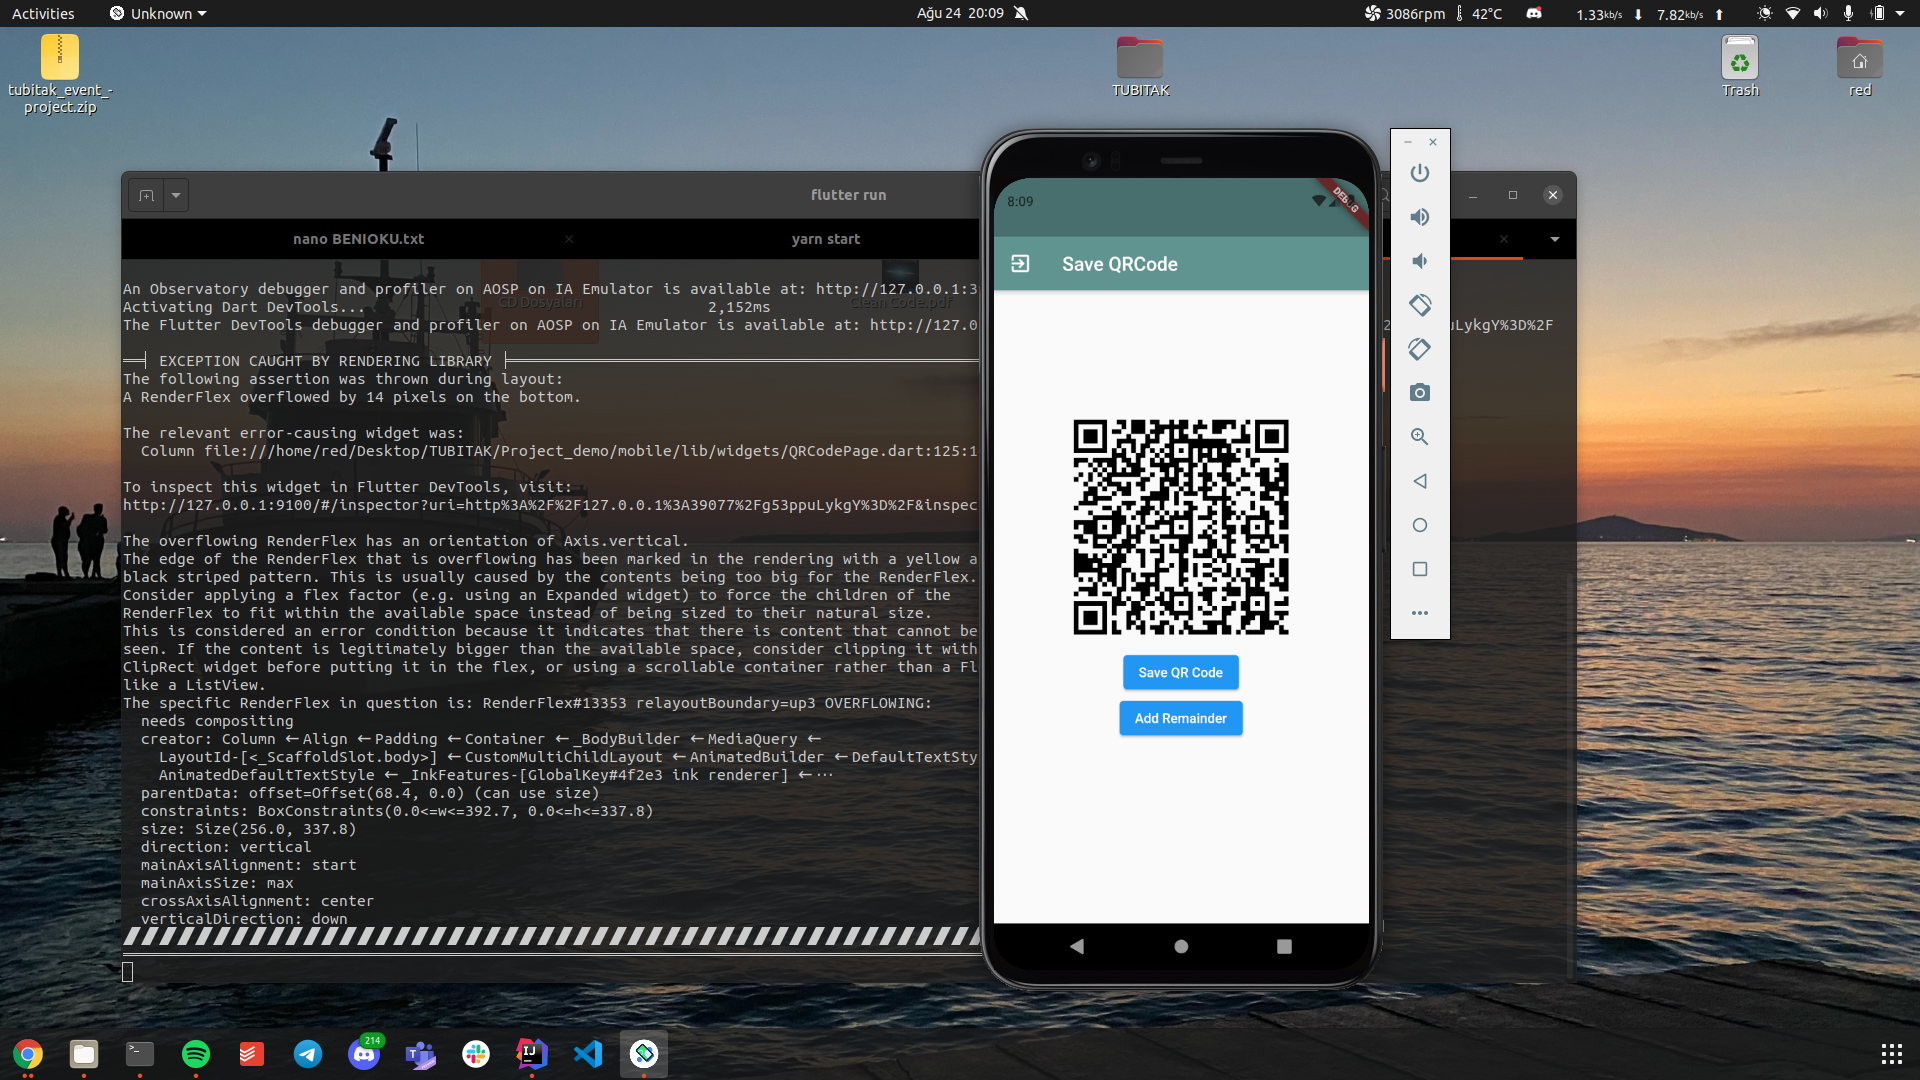 Activities
Unknown
Ağu 24 20:09
3086rpm
42°C
1.33kb/s
7.82kb/s
tubitak_event_-
project.zip
TUBITAK
Trash
red
flutter run
nano BENIOKU.txt
yarn start
An Observatory debugger and profiler on AOSP on IA Emulator is available at: http://127.0.0.1:3
CD Dosyaları
Clean Code.pdf
Activating Dart DevTools... 2,152ms
The Flutter DevTools debugger and profiler on AOSP on IA Emulator is available at: http://127.0
uLykgY%3D%2F
EXCEPTION CAUGHT BY RENDERING LIBRARY
The following assertion was thrown during layout:
A RenderFlex overflowed by 14 pixels on the bottom.
The relevant error-causing widget was:
Column file:///home/red/Desktop/TUBITAK/Project_demo/mobile/lib/widgets/QRCodePage.dart:125:1
To inspect this widget in Flutter DevTools, visit:
http://127.0.0.1:9100/#/inspector?uri=http%3A%2F%2F127.0.0.1%3A39077%2Fg53ppuLykgY%3D%2F&inspec
The overflowing RenderFlex has an orientation of Axis.vertical.
The edge of the RenderFlex that is overflowing has been marked in the rendering with a yellow a
black striped pattern. This is usually caused by the contents being too big for the RenderFlex.
Consider applying a flex factor (e.g. using an Expanded widget) to force the children of the
RenderFlex to fit within the available space instead of being sized to their natural size.
This is considered an error condition because it indicates that there is content that cannot be
seen. If the content is legitimately bigger than the available space, consider clipping it with
ClipRect widget before putting it in the flex, or using a scrollable container rather than a Fl
like a ListView.
The specific RenderFlex in question is: RenderFlex#13353 relayoutBoundary=up3 OVERFLOWING:
needs compositing
creator: Column ← Align ← Padding ← Container ← _BodyBuilder ← MediaQuery ←
LayoutId-[<_ScaffoldSlot.body>] ← CustomMultiChildLayout ← AnimatedBuilder ← DefaultTextSty
AnimatedDefaultTextStyle ← _InkFeatures-[GlobalKey#4f2e3 ink renderer] ← ⋯
parentData: offset=Offset(68.4, 0.0) (can use size)
constraints: BoxConstraints(0.0<=w<=392.7, 0.0<=h<=337.8)
size: Size(256.0, 337.8)
direction: vertical
mainAxisAlignment: start
mainAxisSize: max
crossAxisAlignment: center
verticalDirection: down
8:09
DEBUG
Save QRCode
Save QR Code
Add Remainder
214
IJ